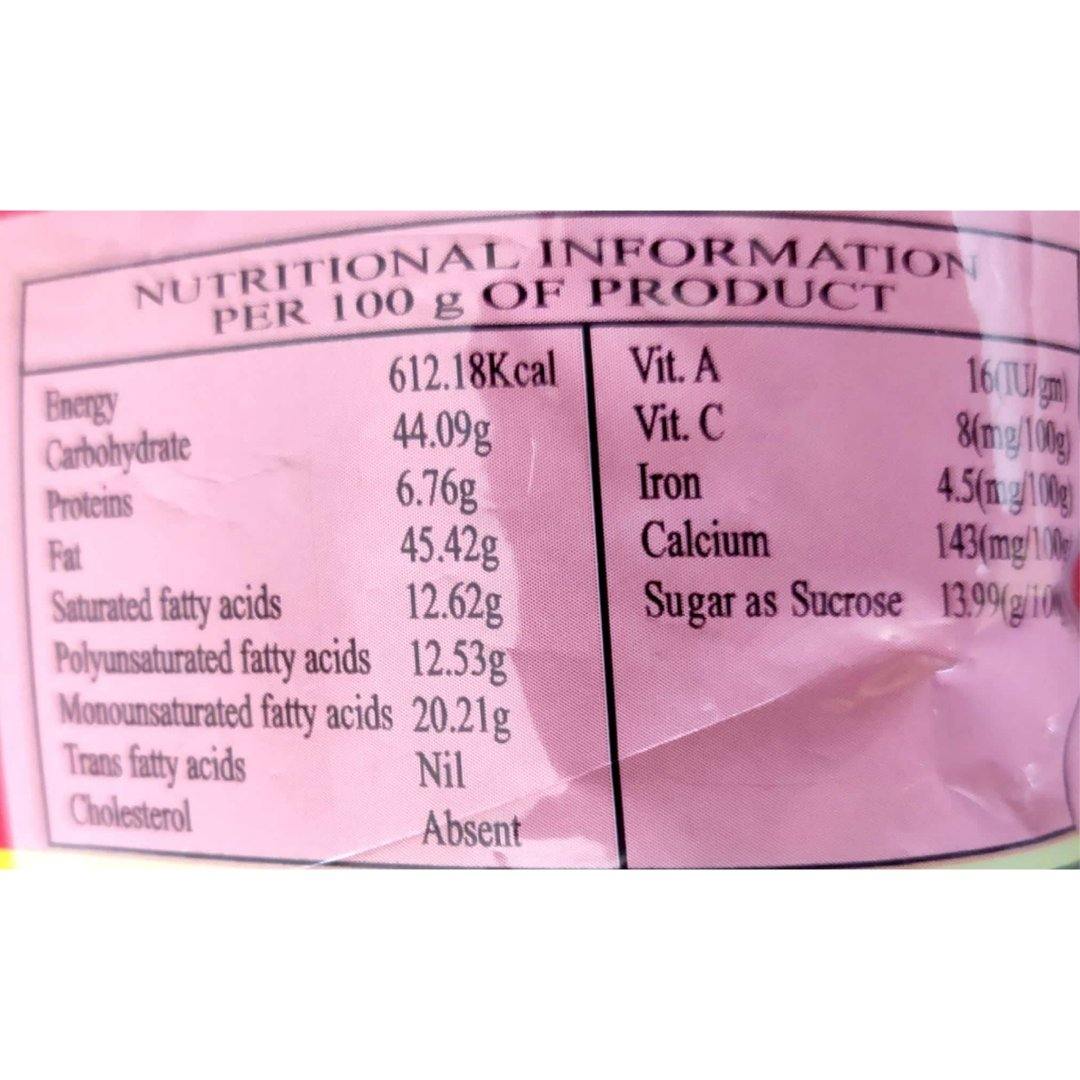 NUTRITIONAL INFORMATION
PER 100 g OF PRODUCT
Energy 612.18Kcal
Carbohydrate 44.09g
Proteins 6.76g
Fat 45.42g
Saturated fatty acids 12.62g
Polyunsaturated fatty acids 12.53g
Monounsaturated fatty acids 20.21g
Trans fatty acids Nil
Cholesterol Absent
Vit. A 16(IU/gm)
Vit. C 8(mg/100g)
Iron 4.5(mg/100g)
Calcium 143(mg/100g
Sugar as Sucrose 13.99(g/10